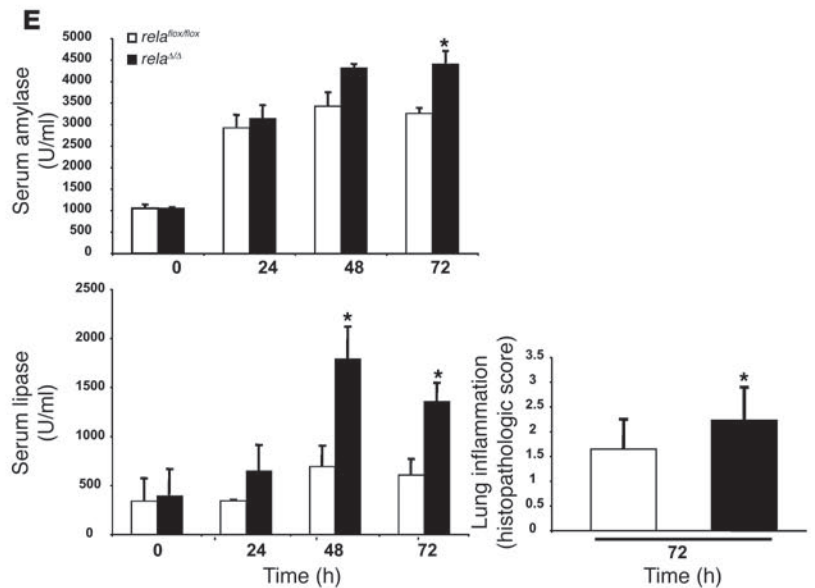 E
rela^flox/flox
rela^Δ/Δ
Serum amylase
(U/ml)
5000
4500
4000
3500
3000
2500
2000
1500
1000
500
0
*
0 24 48 72
Serum lipase
(U/ml)
2500
2000
1500
1000
500
0
*
*
0 24 48 72
Time (h)
Lung inflammation
(histopathologic score)
3.5
3
2.5
2
1.5
1
0.5
0
*
72
Time (h)